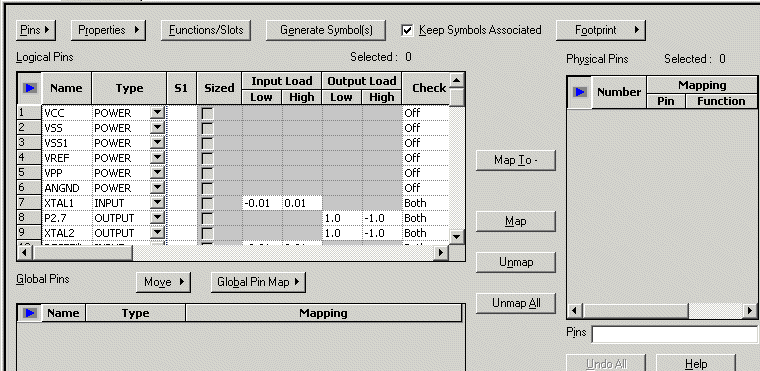 Pins Properties Functions/Slots Generate Symbol(s) Keep Symbols Associated Footprint
Logical Pins Selected: 0
Name Type S1 Sized Input Load Output Load Check
Low High Low High
1 VCC POWER Off
2 VSS POWER Off
3 VSS1 POWER Off
4 VREF POWER Off
5 VPP POWER Off
6 ANGND POWER Off
7 XTAL1 INPUT -0.01 0.01 Both
8 P2.7 OUTPUT 1.0 -1.0 Both
9 XTAL2 OUTPUT 1.0 -1.0 Both
Global Pins Move Global Pin Map
Name Type Mapping
Map To -
Map
Unmap
Unmap All
Physical Pins Selected: 0
Number Mapping
Pin Function
Pins
Undo All Help